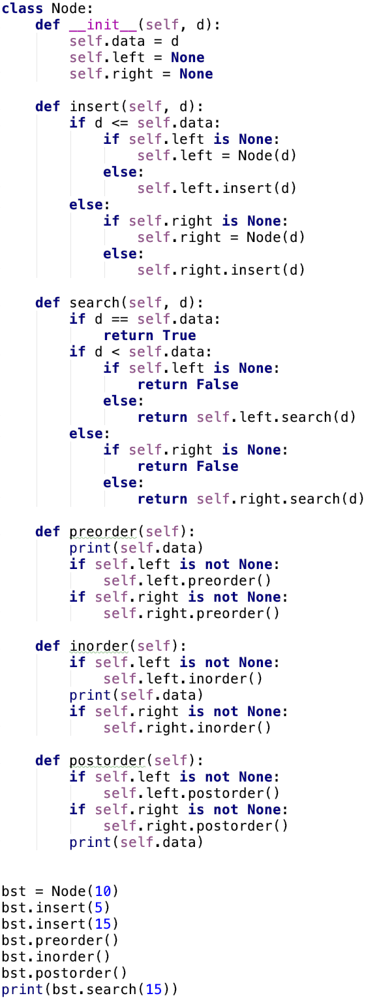 class Node:
    def __init__(self, d):
        self.data = d
        self.left = None
        self.right = None

    def insert(self, d):
        if d <= self.data:
            if self.left is None:
                self.left = Node(d)
            else:
                self.left.insert(d)
        else:
            if self.right is None:
                self.right = Node(d)
            else:
                self.right.insert(d)

    def search(self, d):
        if d == self.data:
            return True
        if d < self.data:
            if self.left is None:
                return False
            else:
                return self.left.search(d)
        else:
            if self.right is None:
                return False
            else:
                return self.right.search(d)

    def preorder(self):
        print(self.data)
        if self.left is not None:
            self.left.preorder()
        if self.right is not None:
            self.right.preorder()

    def inorder(self):
        if self.left is not None:
            self.left.inorder()
        print(self.data)
        if self.right is not None:
            self.right.inorder()

    def postorder(self):
        if self.left is not None:
            self.left.postorder()
        if self.right is not None:
            self.right.postorder()
        print(self.data)


bst = Node(10)
bst.insert(5)
bst.insert(15)
bst.preorder()
bst.inorder()
bst.postorder()
print(bst.search(15))